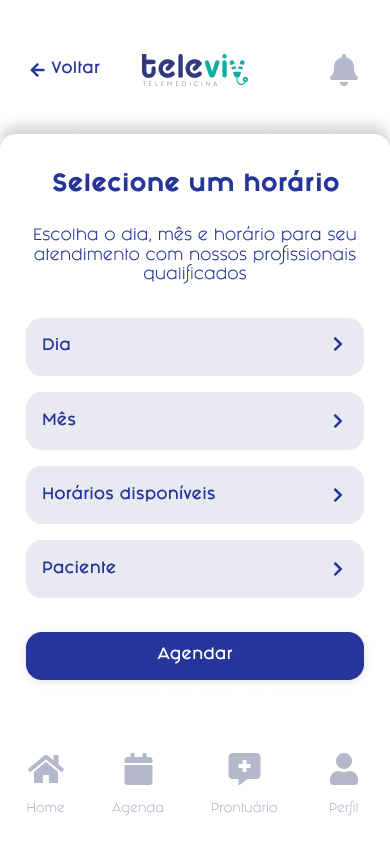 Voltar
televiv
TELEMEDICINA
Selecione um horário
Escolha o dia, mês e horário para seu
atendimento com nossos profissionais
qualificados
Dia
Mês
Horários disponíveis
Paciente
Agendar
Home
Agenda
Prontuário
Perfil